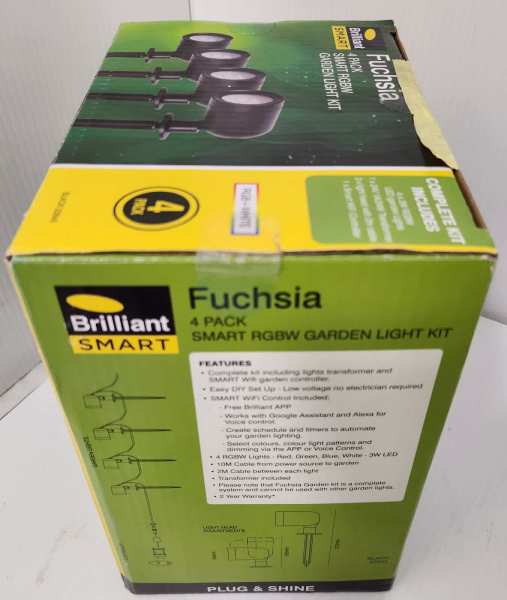 Brilliant
SMART
Fuchsia
4 PACK
SMART RGBW
GARDEN LIGHT KIT
COMPLETE KIT
INCLUDES
RGB+WHITE
4
PACK
Brilliant
SMART
Fuchsia
4 PACK
SMART RGBW GARDEN LIGHT KIT
FEATURES
• Complete kit including lights transformer and
SMART Wifi garden controller.
• Easy DIY Set Up - Low voltage no electrician required
• SMART WiFi Control Included:
- Free Brilliant APP
- Works with Google Assistant and Alexa for
Voice control.
- Create schedule and timers to automate
your garden lighting.
- Select colours, colour light patterns and
dimming via the APP or Voice Control.
• 4 RGBW Lights - Red, Green, Blue, White - 3W LED
• 10M Cable from power source to garden
• 2M Cable between each light
• Transformer included
• Please note that Fuchsia Garden kit is a complete
system and cannot be used with other garden lights.
• 2 Year Warranty*
LIGHT HEAD
PLUG & SHINE